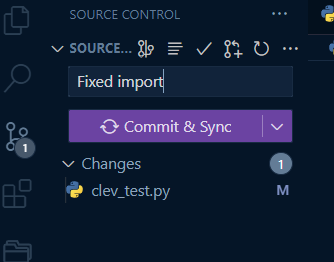 SOURCE CONTROL
SOURCE...
Fixed import
Commit & Sync
1
Changes
1
clev_test.py
M